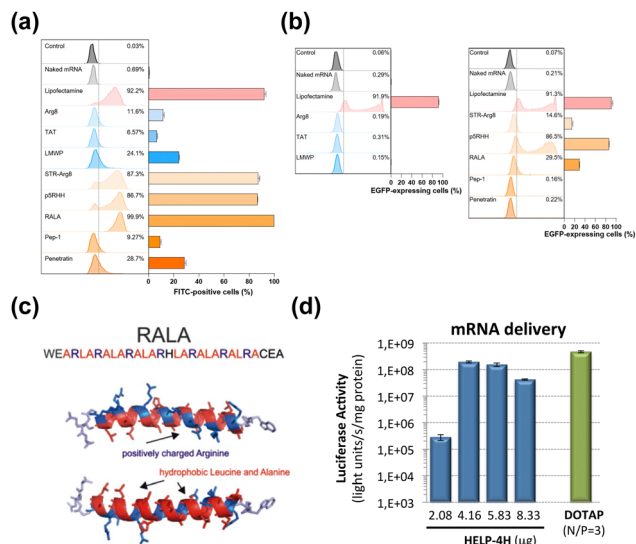 (a)
Control 0.03%
Naked mRNA 0.69%
Lipofectamine 92.2%
Arg8 11.6%
TAT 6.57%
LMWP 24.1%
STR-Arg8 87.3%
p5RHH 86.7%
RALA 99.9%
Pep-1 9.27%
Penetratin 28.7%
0 20 40 60 80 100
FITC-positive cells (%)
(b)
Control 0.06%
Naked mRNA 0.29%
Lipofectamine 91.9%
Arg8 0.19%
TAT 0.31%
LMWP 0.15%
0 20 40 60 80 100
EGFP-expressing cells (%)
Control 0.07%
Naked mRNA 0.21%
Lipofectamine 91.3%
STR-Arg8 14.6%
p5RHH 86.5%
RALA 29.5%
Pep-1 0.16%
Penetratin 0.22%
0 20 40 60 80 100
EGFP-expressing cells (%)
(c)
RALA
WEARLARALARALARHLARALARALRACEA
positively charged Arginine
hydrophobic Leucine and Alanine
(d)
mRNA delivery
Luciferase Activity
(light units/s/mg protein)
1,E+09
1,E+08
1,E+07
1,E+06
1,E+05
1,E+04
1,E+03
2.08 4.16 5.83 8.33 DOTAP
(N/P=3)
HELP-4H (µg)